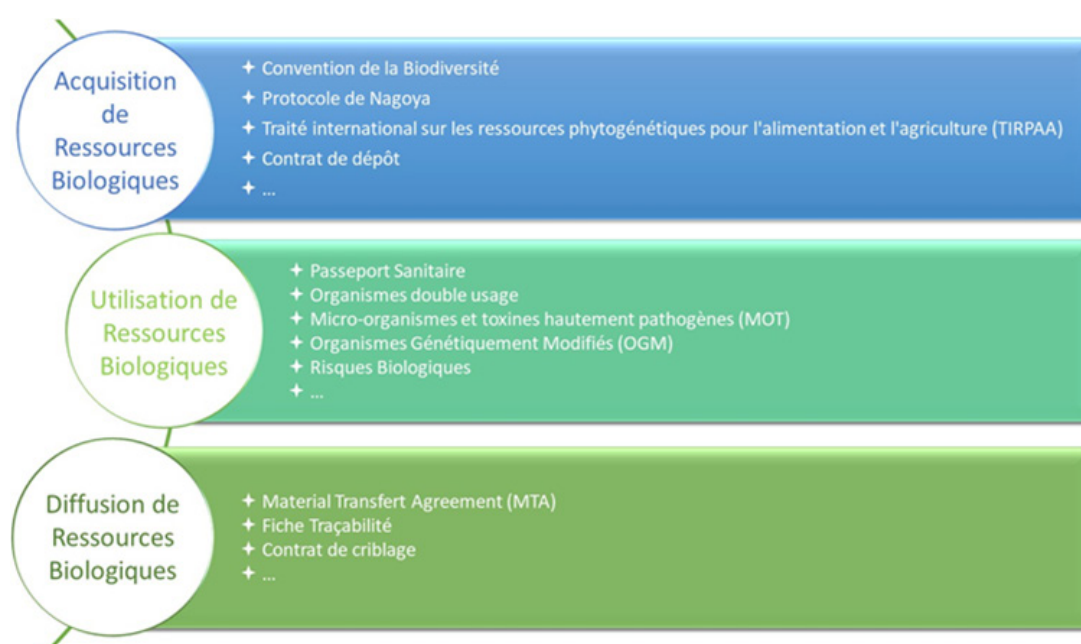 Acquisition
de
Ressources
Biologiques
Convention de la Biodiversité
Protocole de Nagoya
Traité international sur les ressources phytogénétiques pour l'alimentation et l'agriculture (TIRPAA)
Contrat de dépôt
...
Utilisation de
Ressources
Biologiques
Passeport Sanitaire
Organismes double usage
Micro-organismes et toxines hautement pathogènes (MOT)
Organismes Génétiquement Modifiés (OGM)
Risques Biologiques
...
Diffusion de
Ressources
Biologiques
Material Transfert Agreement (MTA)
Fiche Traçabilité
Contrat de criblage
...